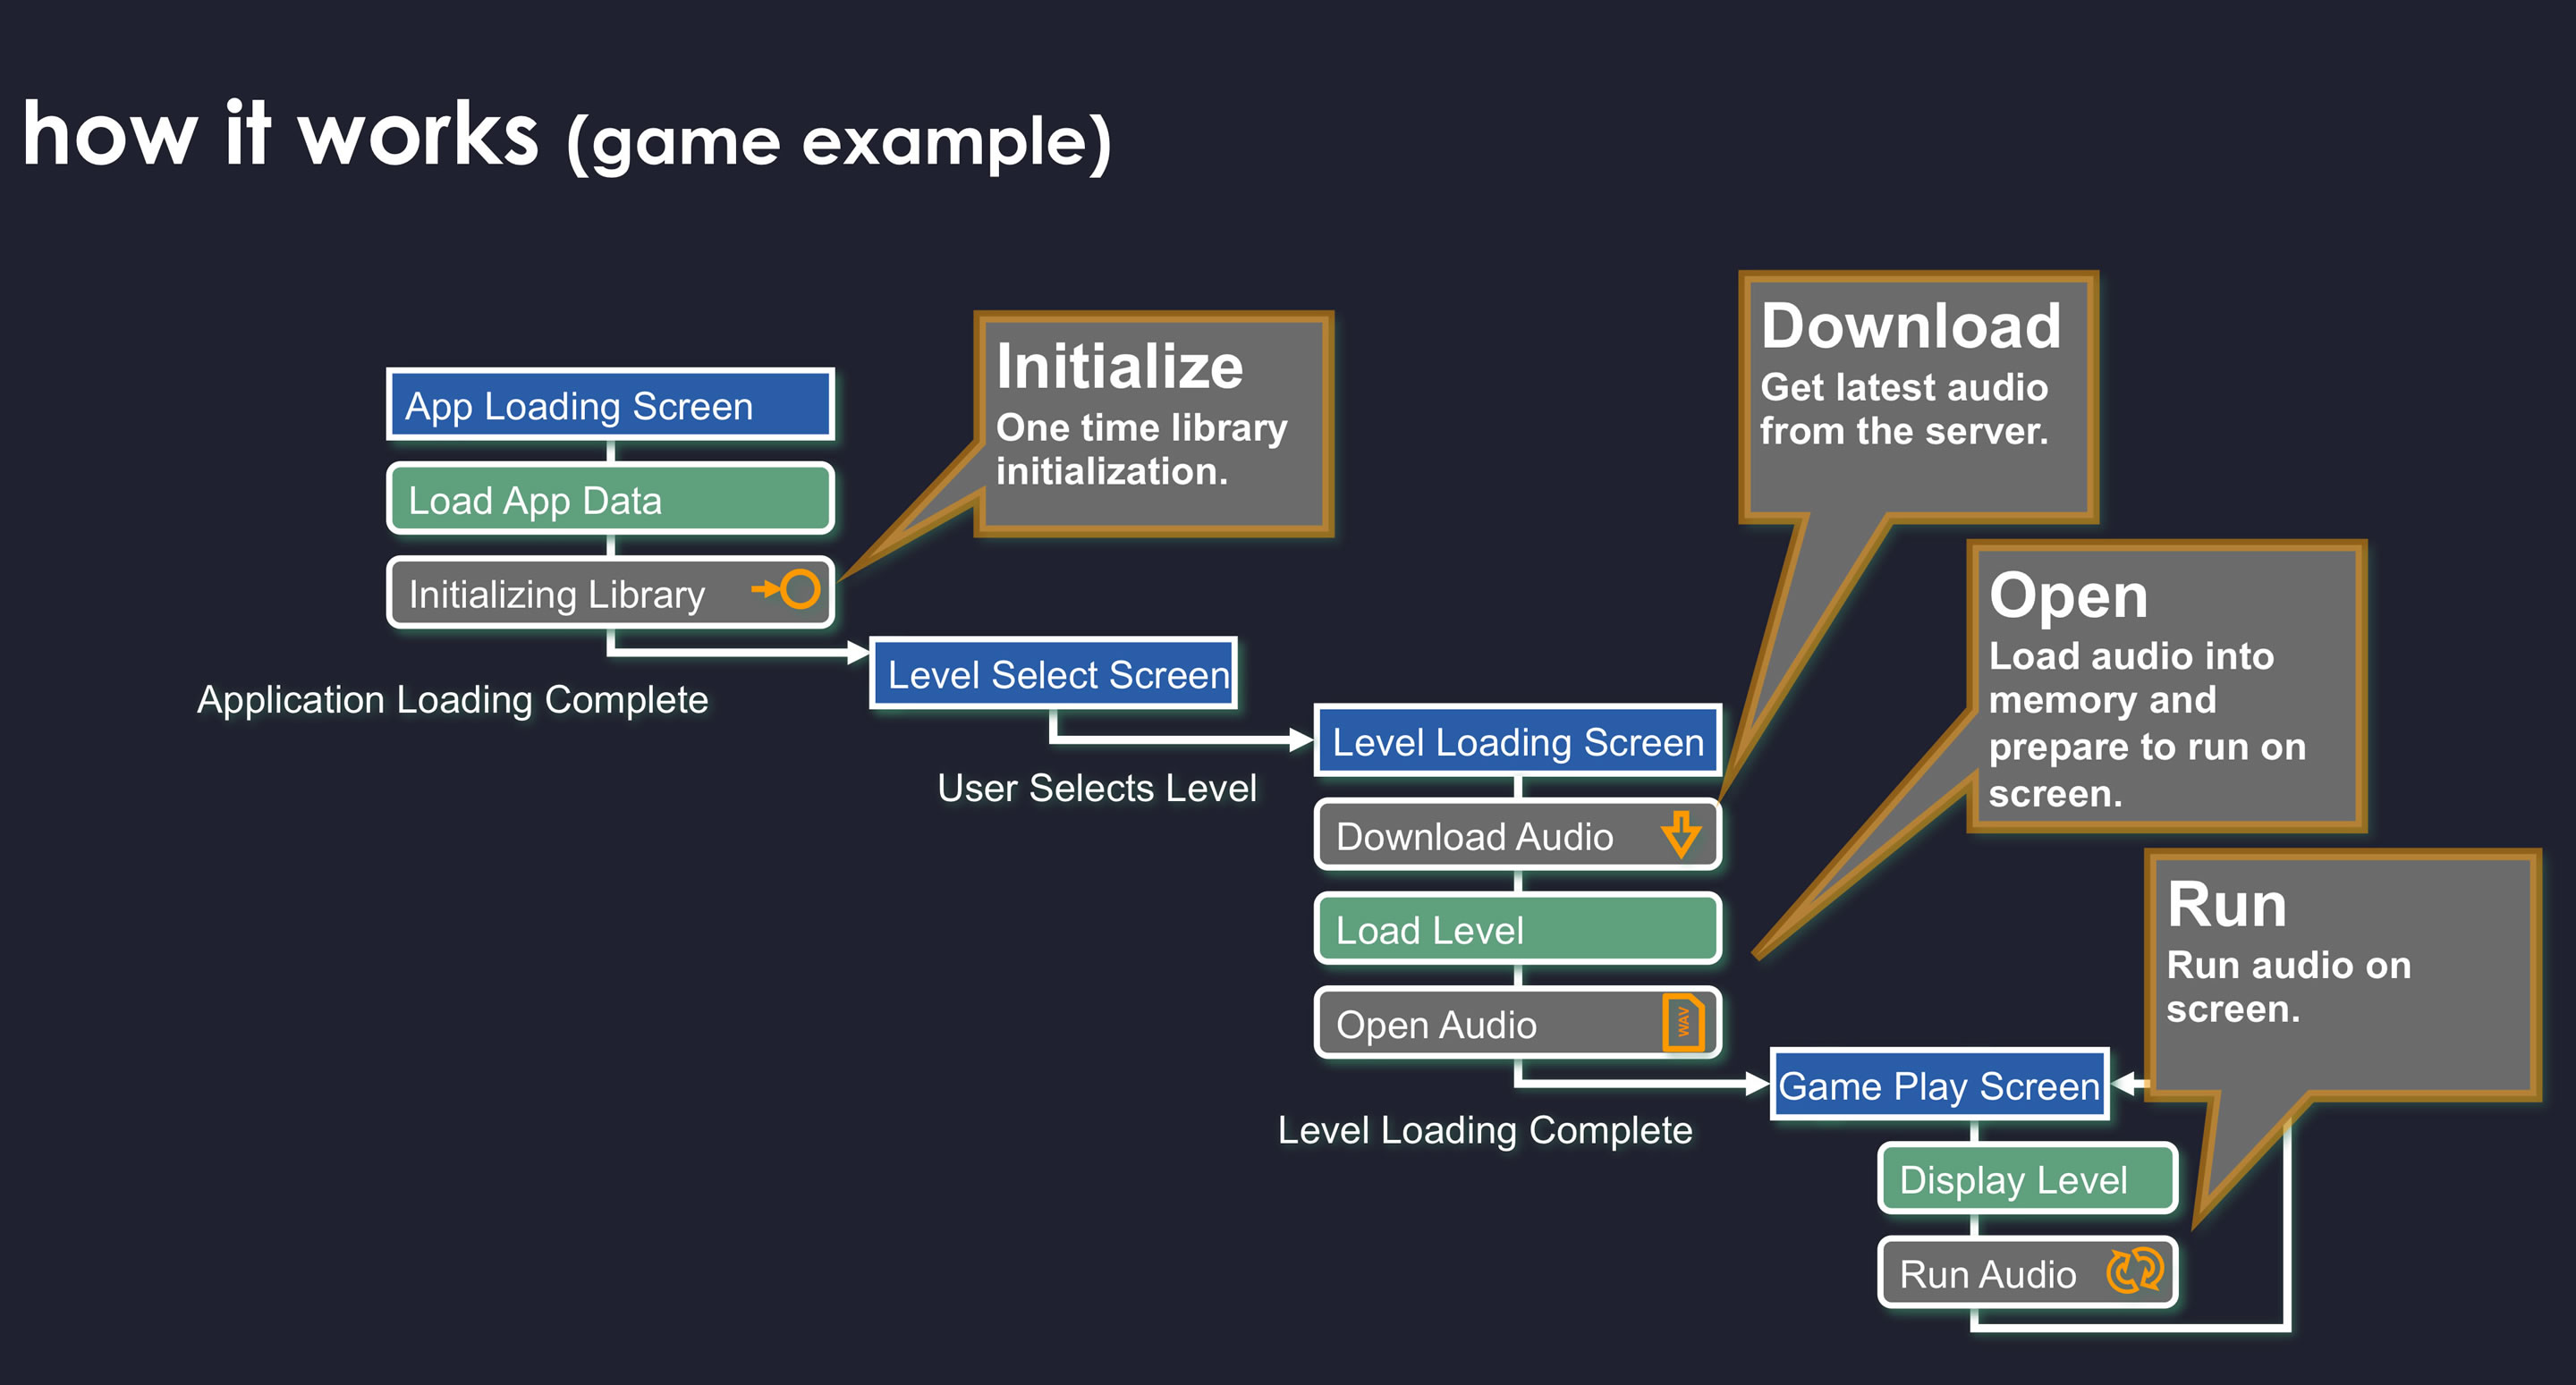 how it works (game example)
App Loading Screen
Load App Data
Initializing Library
Initialize
One time library
initialization.
Application Loading Complete
Level Select Screen
User Selects Level
Download
Get latest audio
from the server.
Level Loading Screen
Download Audio
Load Level
Open Audio
WAV
Open
Load audio into
memory and
prepare to run on
screen.
Level Loading Complete
Run
Run audio on
screen.
Game Play Screen
Display Level
Run Audio